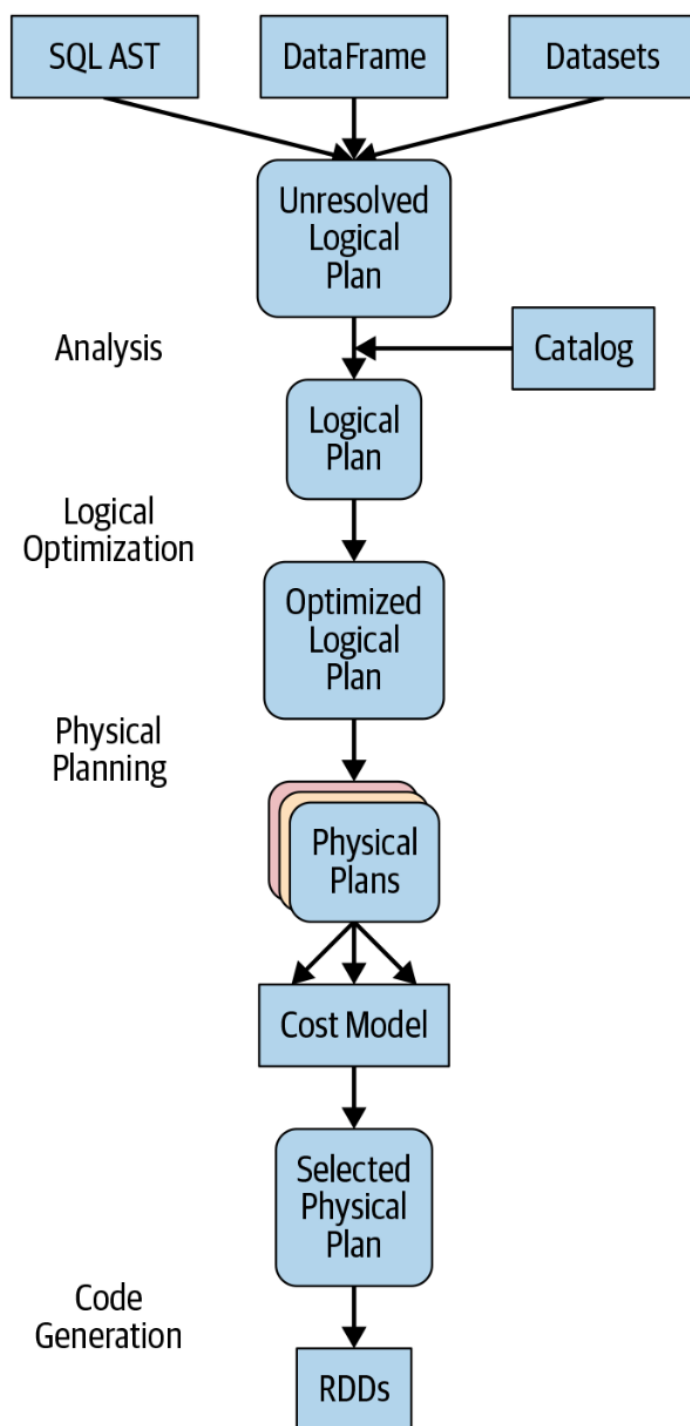 SQL AST
DataFrame
Datasets
Unresolved
Logical
Plan
Analysis
Catalog
Logical
Plan
Logical
Optimization
Optimized
Logical
Plan
Physical
Planning
Physical
Plans
Cost Model
Selected
Physical
Plan
Code
Generation
RDDs